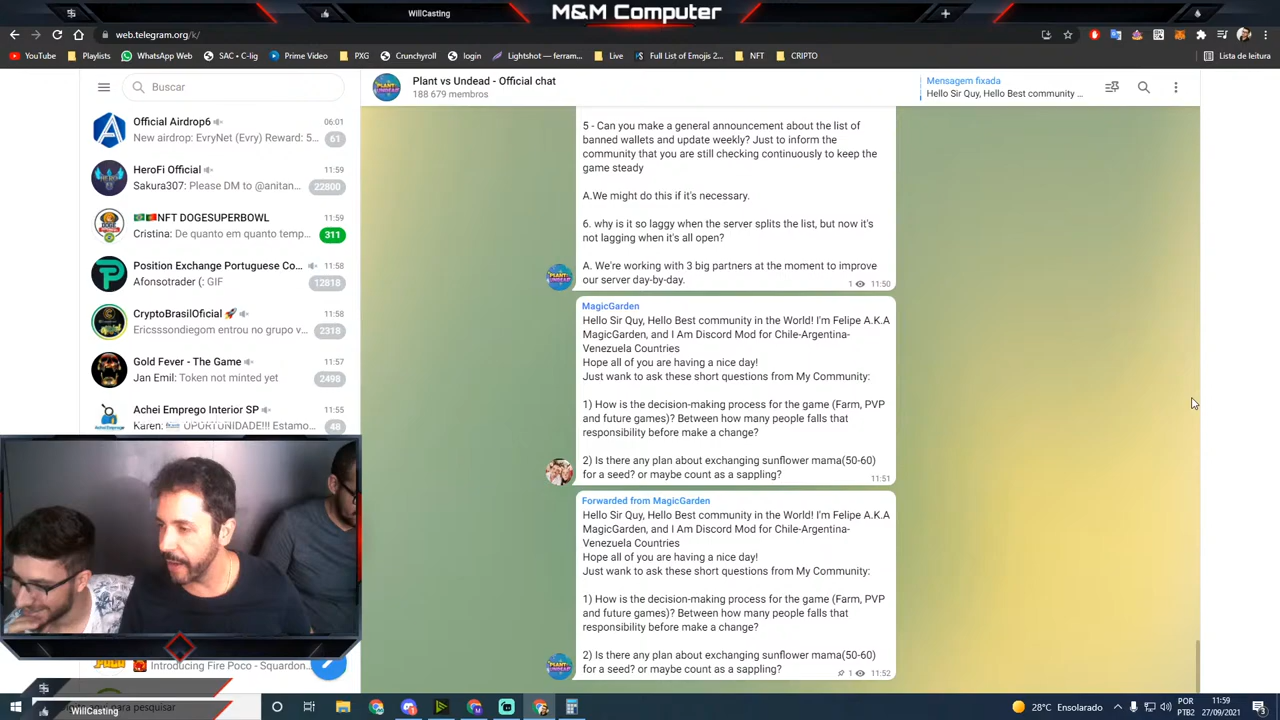 WillCasting
M&M Computer
web.telegram.org/k/
YouTube
Playlists
WhatsApp Web
SAC • C-lig
Prime Video
PXG
Crunchyroll
login
Lightshot — ferram...
Live
Full List of Emojis 2...
NFT
CRIPTO
Lista de leitura
Buscar
Plant vs Undead - Official chat
188 679 membros
Mensagem fixada
Hello Sir Quy, Hello Best community ...
Official Airdrop6
06:01
New airdrop: EvryNet (Evry) Reward: 5...
61
HeroFi Official
11:59
Sakura307: Please DM to @anitan...
22800
NFT DOGESUPERBOWL
11:59
Cristina: De quanto em quanto temp...
311
Position Exchange Portuguese Co...
11:58
Afonsotrader (: GIF
12818
CryptoBrasilOficial 🚀
11:58
Ericsssondiegom entrou no grupo v...
2318
Gold Fever - The Game
11:57
Jan Emil: Token not minted yet
2498
Achei Emprego Interior SP
11:55
Karen: OPORTUNIDADE!!! Estamo...
48
Introducing Fire Poco - Squardon...
5 - Can you make a general announcement about the list of
banned wallets and update weekly? Just to inform the
community that you are still checking continuously to keep the
game steady
A.We might do this if it's necessary.
6. why is it so laggy when the server splits the list, but now it's
not lagging when it's all open?
A. We're working with 3 big partners at the moment to improve
our server day-by-day.
1 11:50
MagicGarden
Hello Sir Quy, Hello Best community in the World! I'm Felipe A.K.A
MagicGarden, and I Am Discord Mod for Chile-Argentina-
Venezuela Countries
Hope all of you are having a nice day!
Just wank to ask these short questions from My Community:
1) How is the decision-making process for the game (Farm, PVP
and future games)? Between how many people falls that
responsibility before make a change?
2) Is there any plan about exchanging sunflower mama(50-60)
for a seed? or maybe count as a sappling?
11:51
Forwarded from MagicGarden
Hello Sir Quy, Hello Best community in the World! I'm Felipe A.K.A
MagicGarden, and I Am Discord Mod for Chile-Argentina-
Venezuela Countries
Hope all of you are having a nice day!
Just wank to ask these short questions from My Community:
1) How is the decision-making process for the game (Farm, PVP
and future games)? Between how many people falls that
responsibility before make a change?
2) Is there any plan about exchanging sunflower mama(50-60)
for a seed? or maybe count as a sappling?
1 11:52
WillCasting
aqui para pesquisar
28°C Ensolarado
POR
PTB2
11:59
27/09/2021